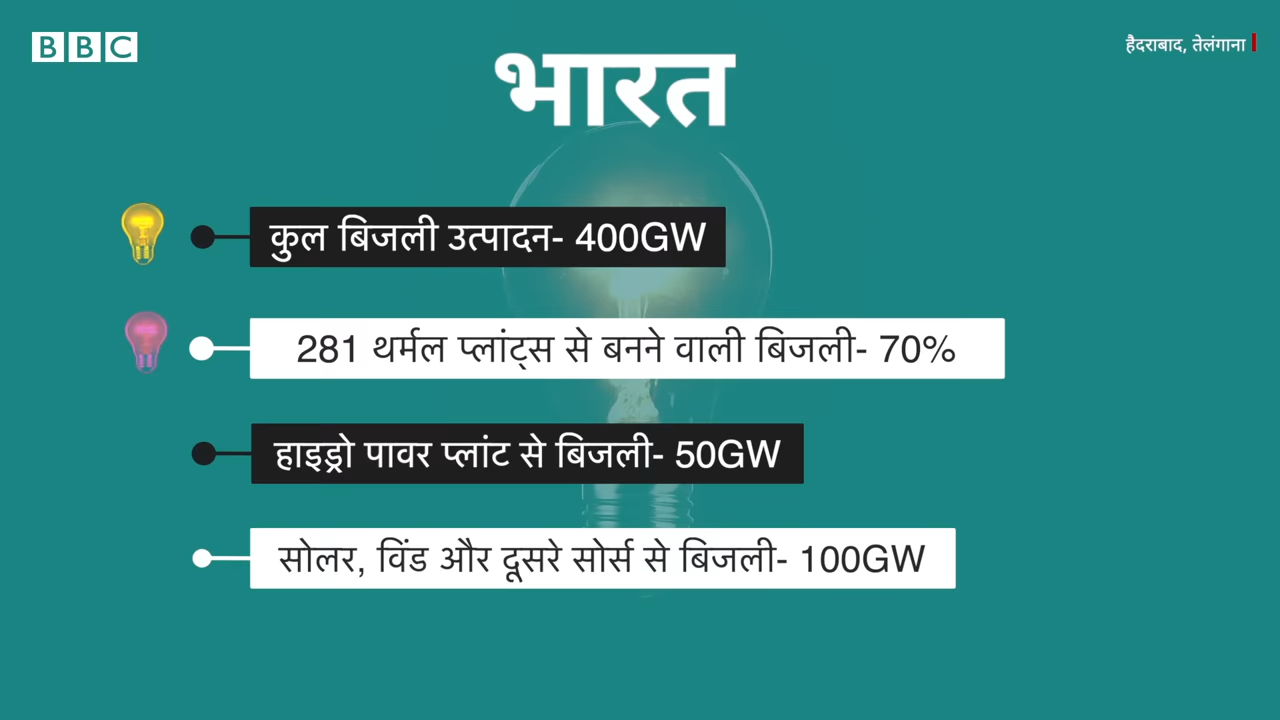 BBC
हैदराबाद, तेलंगाना
भारत
कुल बिजली उत्पादन- 400GW
281 थर्मल प्लांट्स से बनने वाली बिजली- 70%
हाइड्रो पावर प्लांट से बिजली- 50GW
सोलर, विंड और दूसरे सोर्स से बिजली- 100GW